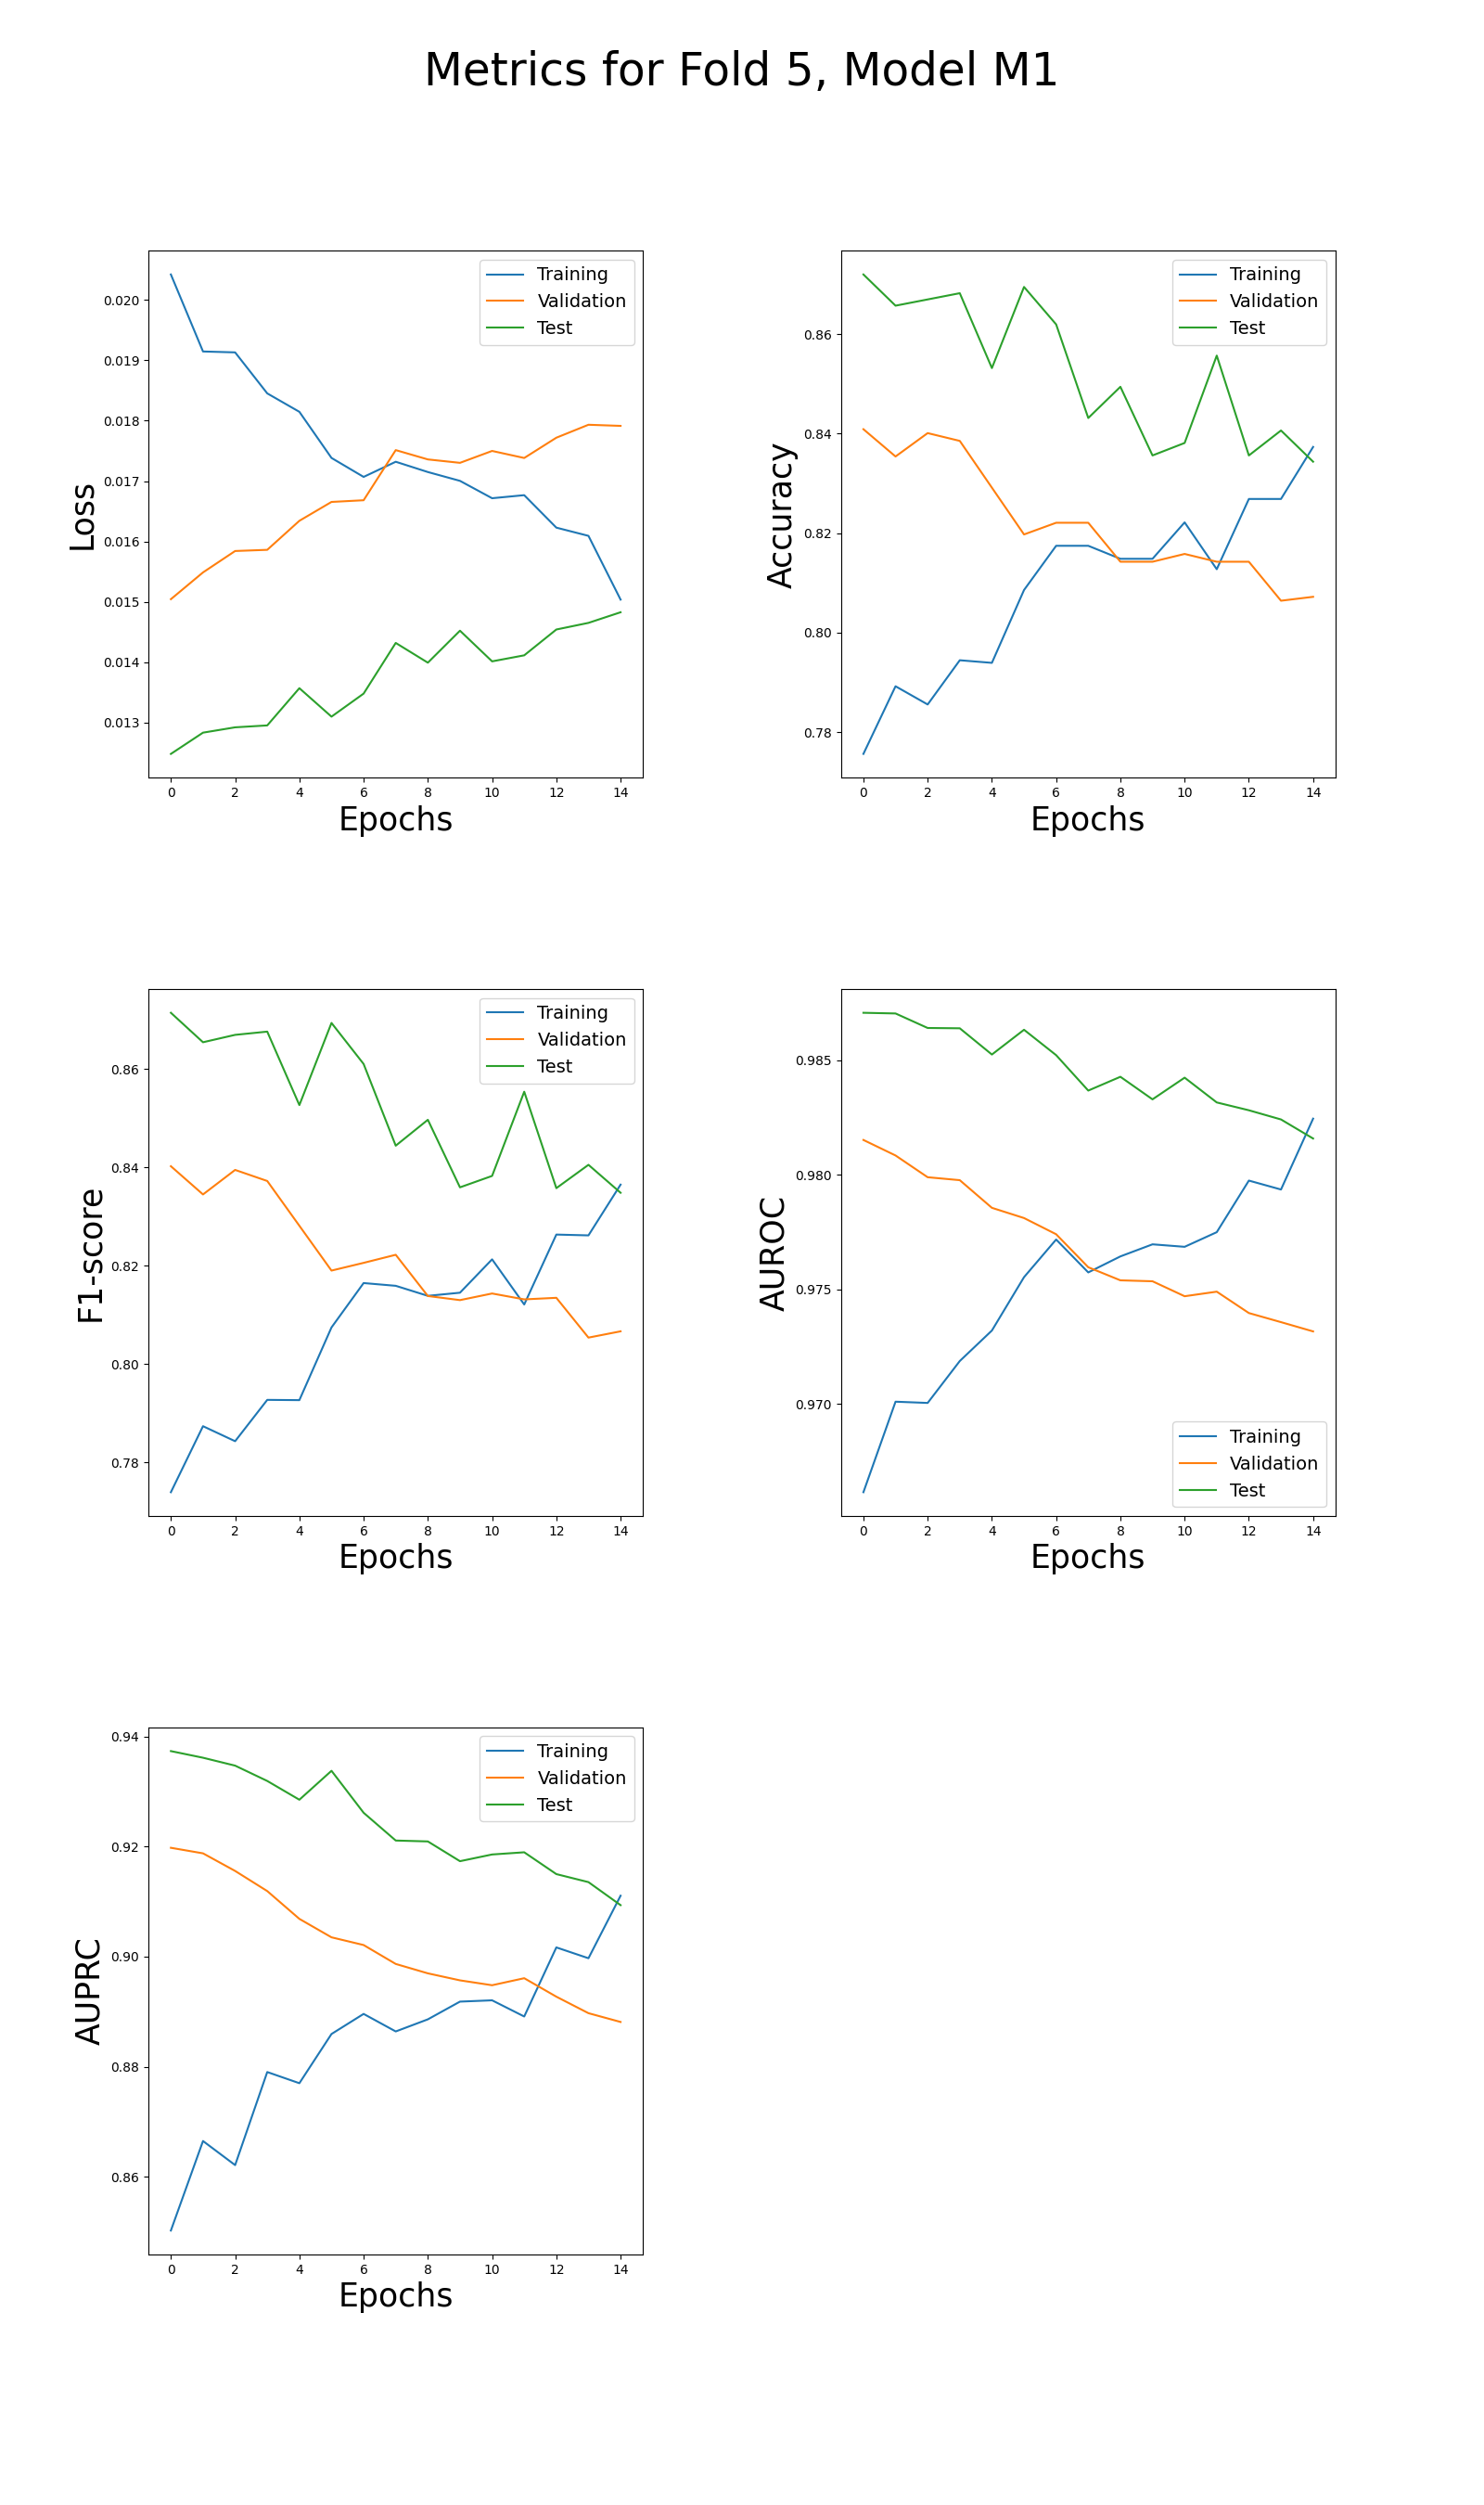 Metrics for Fold 5, Model M1
Training
Validation
Test
0.020
0.019
0.018
0.017
0.016
0.015
0.014
0.013
Loss
0 2 4 6 8 10 12 14
Epochs
Training
Validation
Test
0.86
0.84
0.82
0.80
0.78
Accuracy
0 2 4 6 8 10 12 14
Epochs
Training
Validation
Test
0.86
0.84
0.82
0.80
0.78
F1-score
0 2 4 6 8 10 12 14
Epochs
0.985
0.980
0.975
0.970
AUROC
Training
Validation
Test
0 2 4 6 8 10 12 14
Epochs
Training
Validation
Test
0.94
0.92
0.90
0.88
0.86
AUPRC
0 2 4 6 8 10 12 14
Epochs